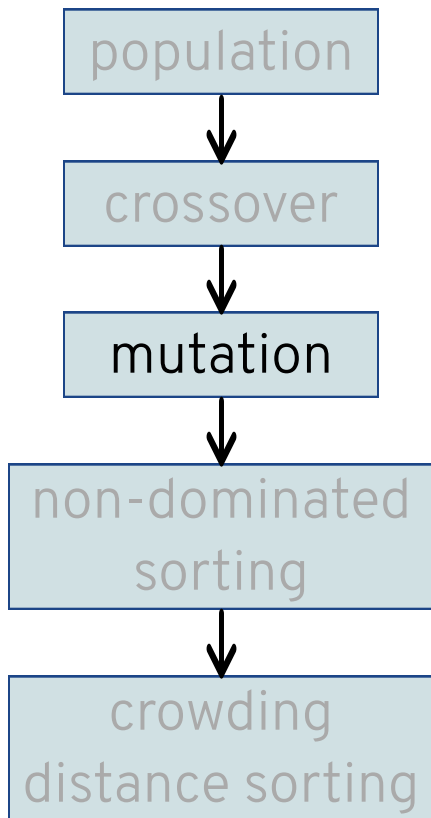 population
crossover
mutation
non-dominated
sorting
crowding
distance sorting